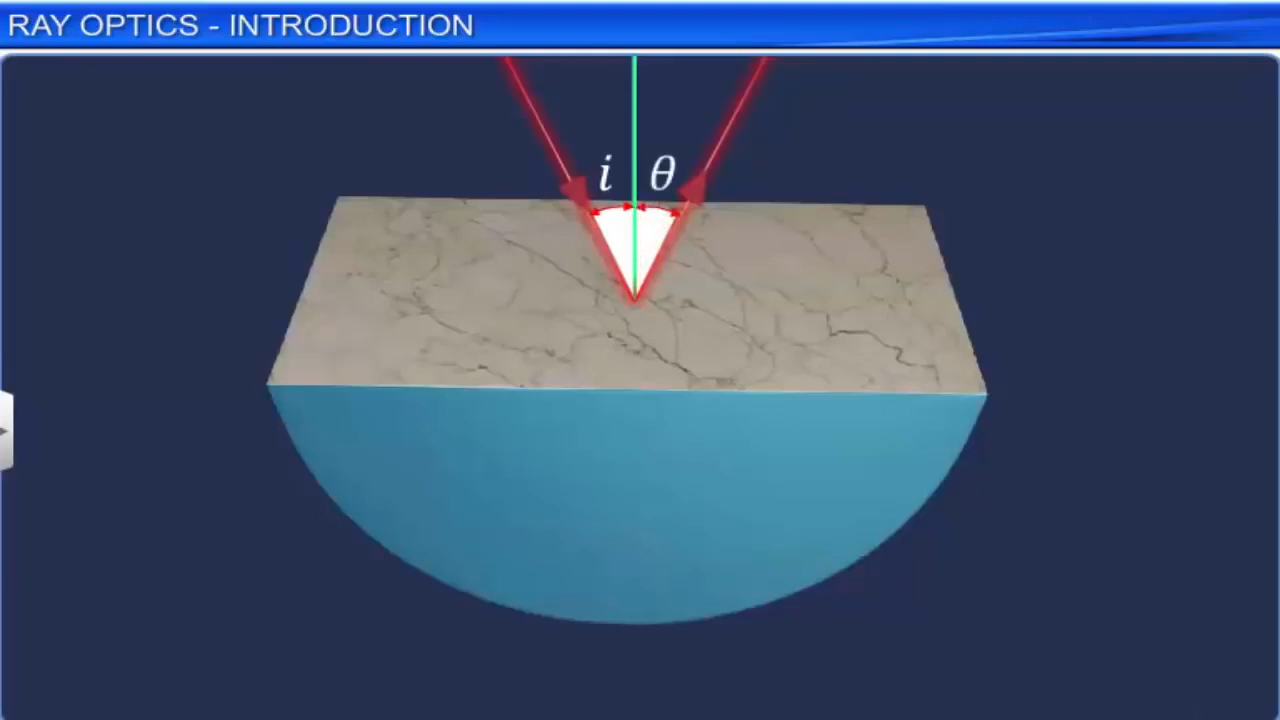 RAY OPTICS - INTRODUCTION
i θ